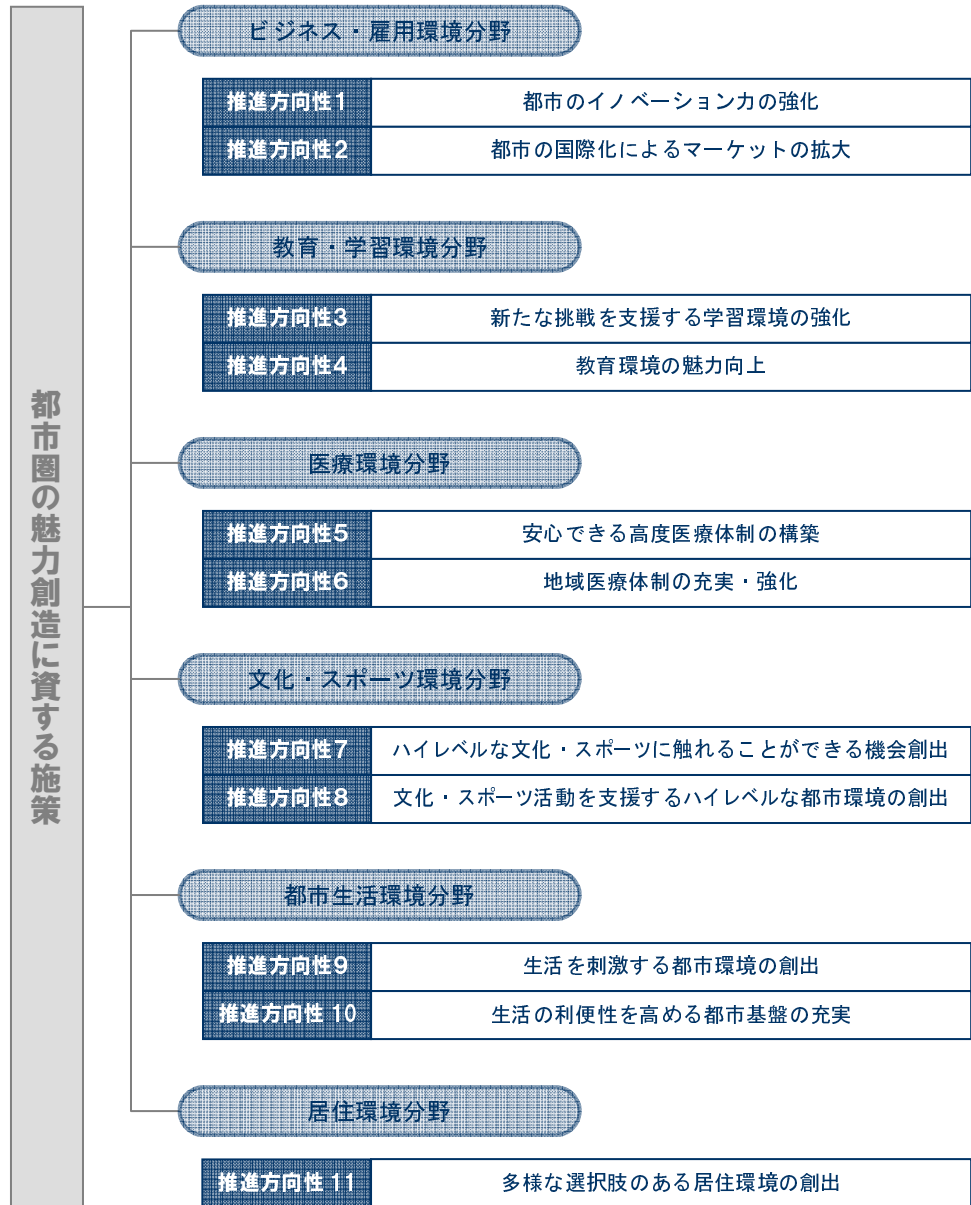 都市圏の魅力創造に資する施策
ビジネス・雇用環境分野
推進方向性1 都市のイノベーション力の強化
推進方向性2 都市の国際化によるマーケットの拡大
教育・学習環境分野
推進方向性3 新たな挑戦を支援する学習環境の強化
推進方向性4 教育環境の魅力向上
医療環境分野
推進方向性5 安心できる高度医療体制の構築
推進方向性6 地域医療体制の充実・強化
文化・スポーツ環境分野
推進方向性7 ハイレベルな文化・スポーツに触れることができる機会創出
推進方向性8 文化・スポーツ活動を支援するハイレベルな都市環境の創出
都市生活環境分野
推進方向性9 生活を刺激する都市環境の創出
推進方向性 10 生活の利便性を高める都市基盤の充実
居住環境分野
推進方向性 11 多様な選択肢のある居住環境の創出